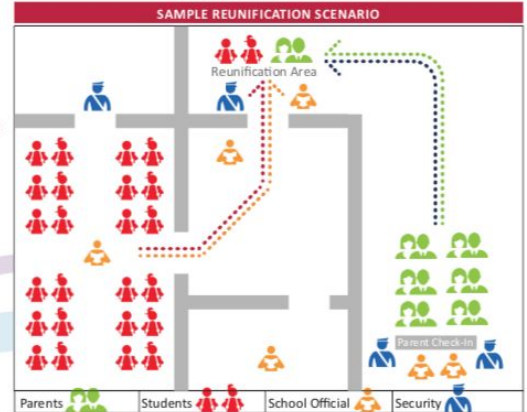 SAMPLE REUNIFICATION SCENARIO
Reunification Area
Parent Check-In
Parents Students School Official Security